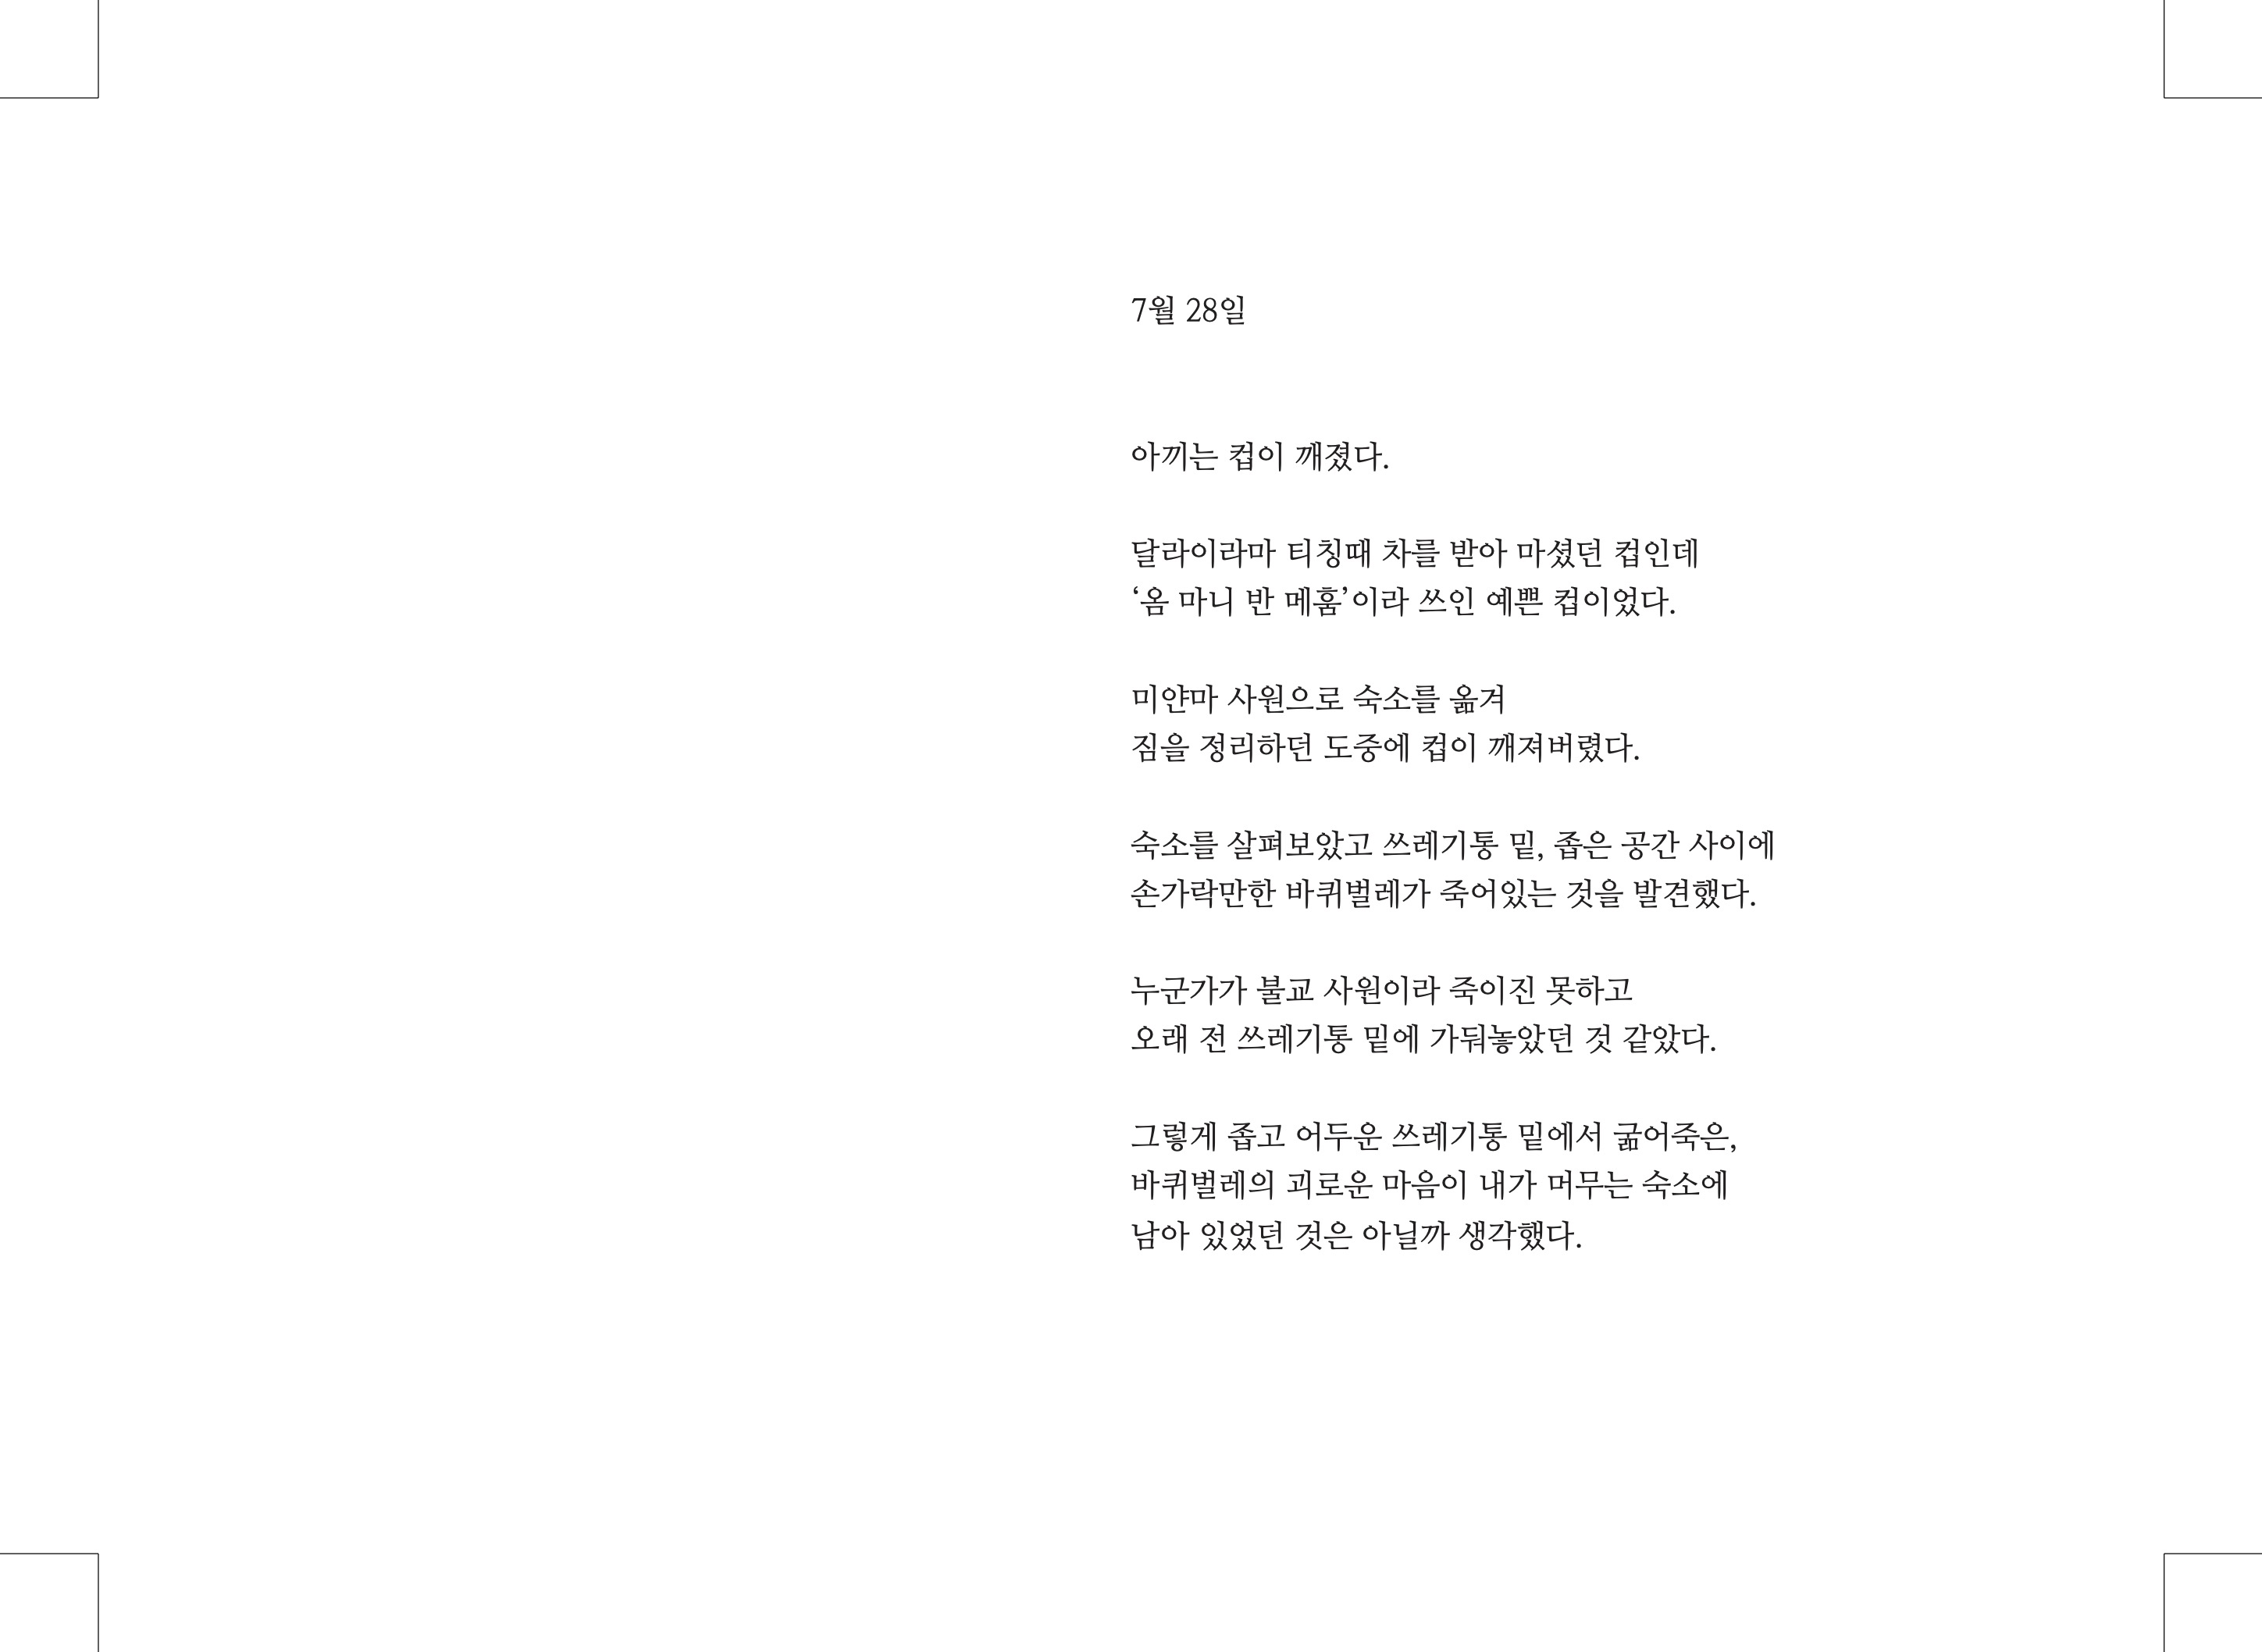 7월 28일
아끼는 컵이 깨졌다.
달라이라마 티칭때 차를 받아 마셨던 컵인데
‘옴 마니 반 메훔’이라 쓰인 예쁜 컵이었다.
미얀마 사원으로 숙소를 옮겨
짐을 정리하던 도중에 컵이 깨져버렸다.
숙소를 살펴보았고 쓰레기통 밑, 좁은 공간 사이에
손가락만한 바퀴벌레가 죽어있는 것을 발견했다.
누군가가 불교 사원이라 죽이진 못하고
오래 전 쓰레기통 밑에 가둬놓았던 것 같았다.
그렇게 좁고 어두운 쓰레기통 밑에서 굶어죽은,
바퀴벌레의 괴로운 마음이 내가 머무는 숙소에
남아 있었던 것은 아닐까 생각했다.